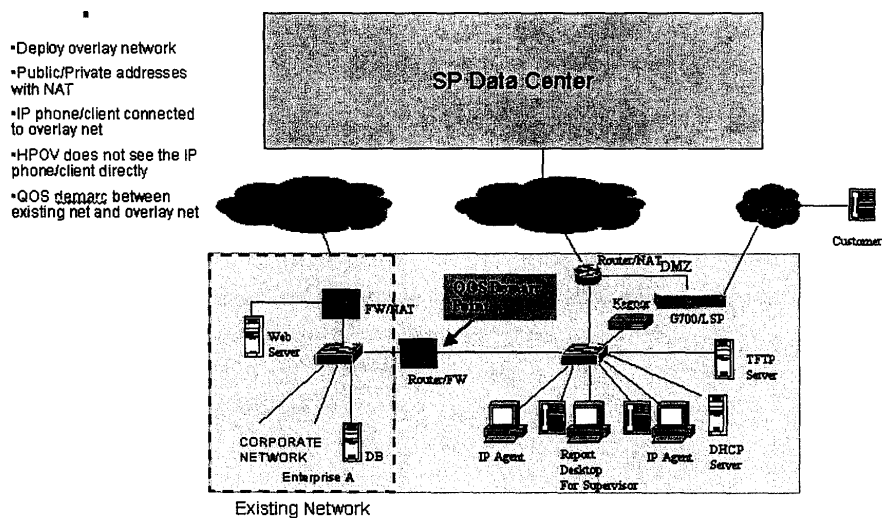 ▪Deploy overlay network
▪Public/Private addresses
with NAT
▪IP phone/client connected
to overlay net
▪HPOV does not see the IP
phone/client directly
▪QOS demarc between
existing net and overlay net
SP Data Center
Customer
Router/NAT
DMZ
G700/LSP
QOS Demarc
Point
FW/NAT
Web
Server
Router/FW
TFTP
Server
CORPORATE
NETWORK
DB
Enterprise A
IP Agent
Report
Desktop
For Supervisor
IP Agent
DHCP
Server
Existing Network